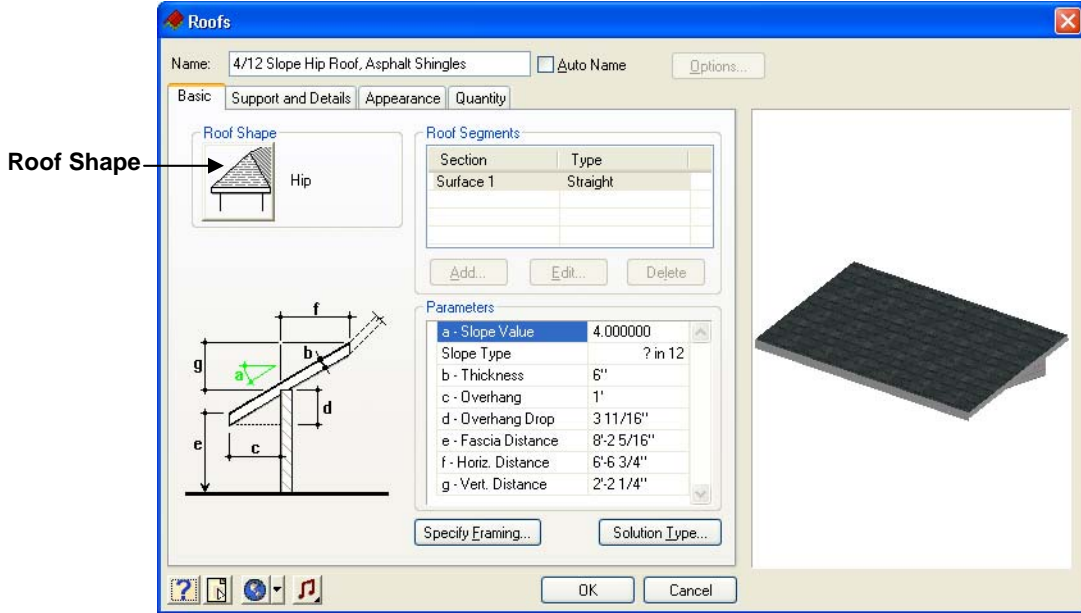 Roofs
Name: 4/12 Slope Hip Roof, Asphalt Shingles Auto Name Options...
Basic Support and Details Appearance Quantity
Roof Shape
Roof Shape
Hip
Roof Segments
Section Type
Surface 1 Straight
Add... Edit... Delete
Parameters
a - Slope Value 4.000000
Slope Type ? in 12
b - Thickness 6"
c - Overhang 1'
d - Overhang Drop 3 11/16"
e - Fascia Distance 8'-2 5/16"
f - Horiz. Distance 6'-6 3/4"
g - Vert. Distance 2'-2 1/4"
f
b
g
a
d
e
c
Specify Framing... Solution Type...
OK Cancel